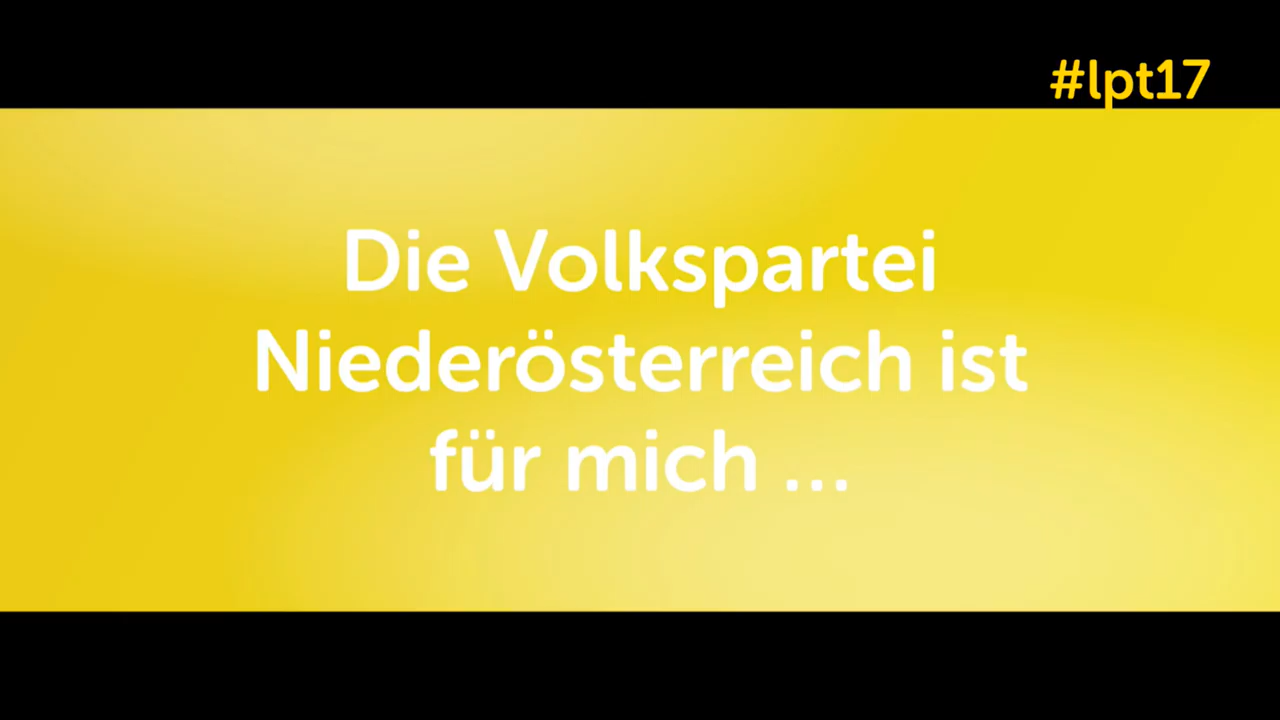 #lpt17
Die Volkspartei
Niederösterreich ist
für mich ...